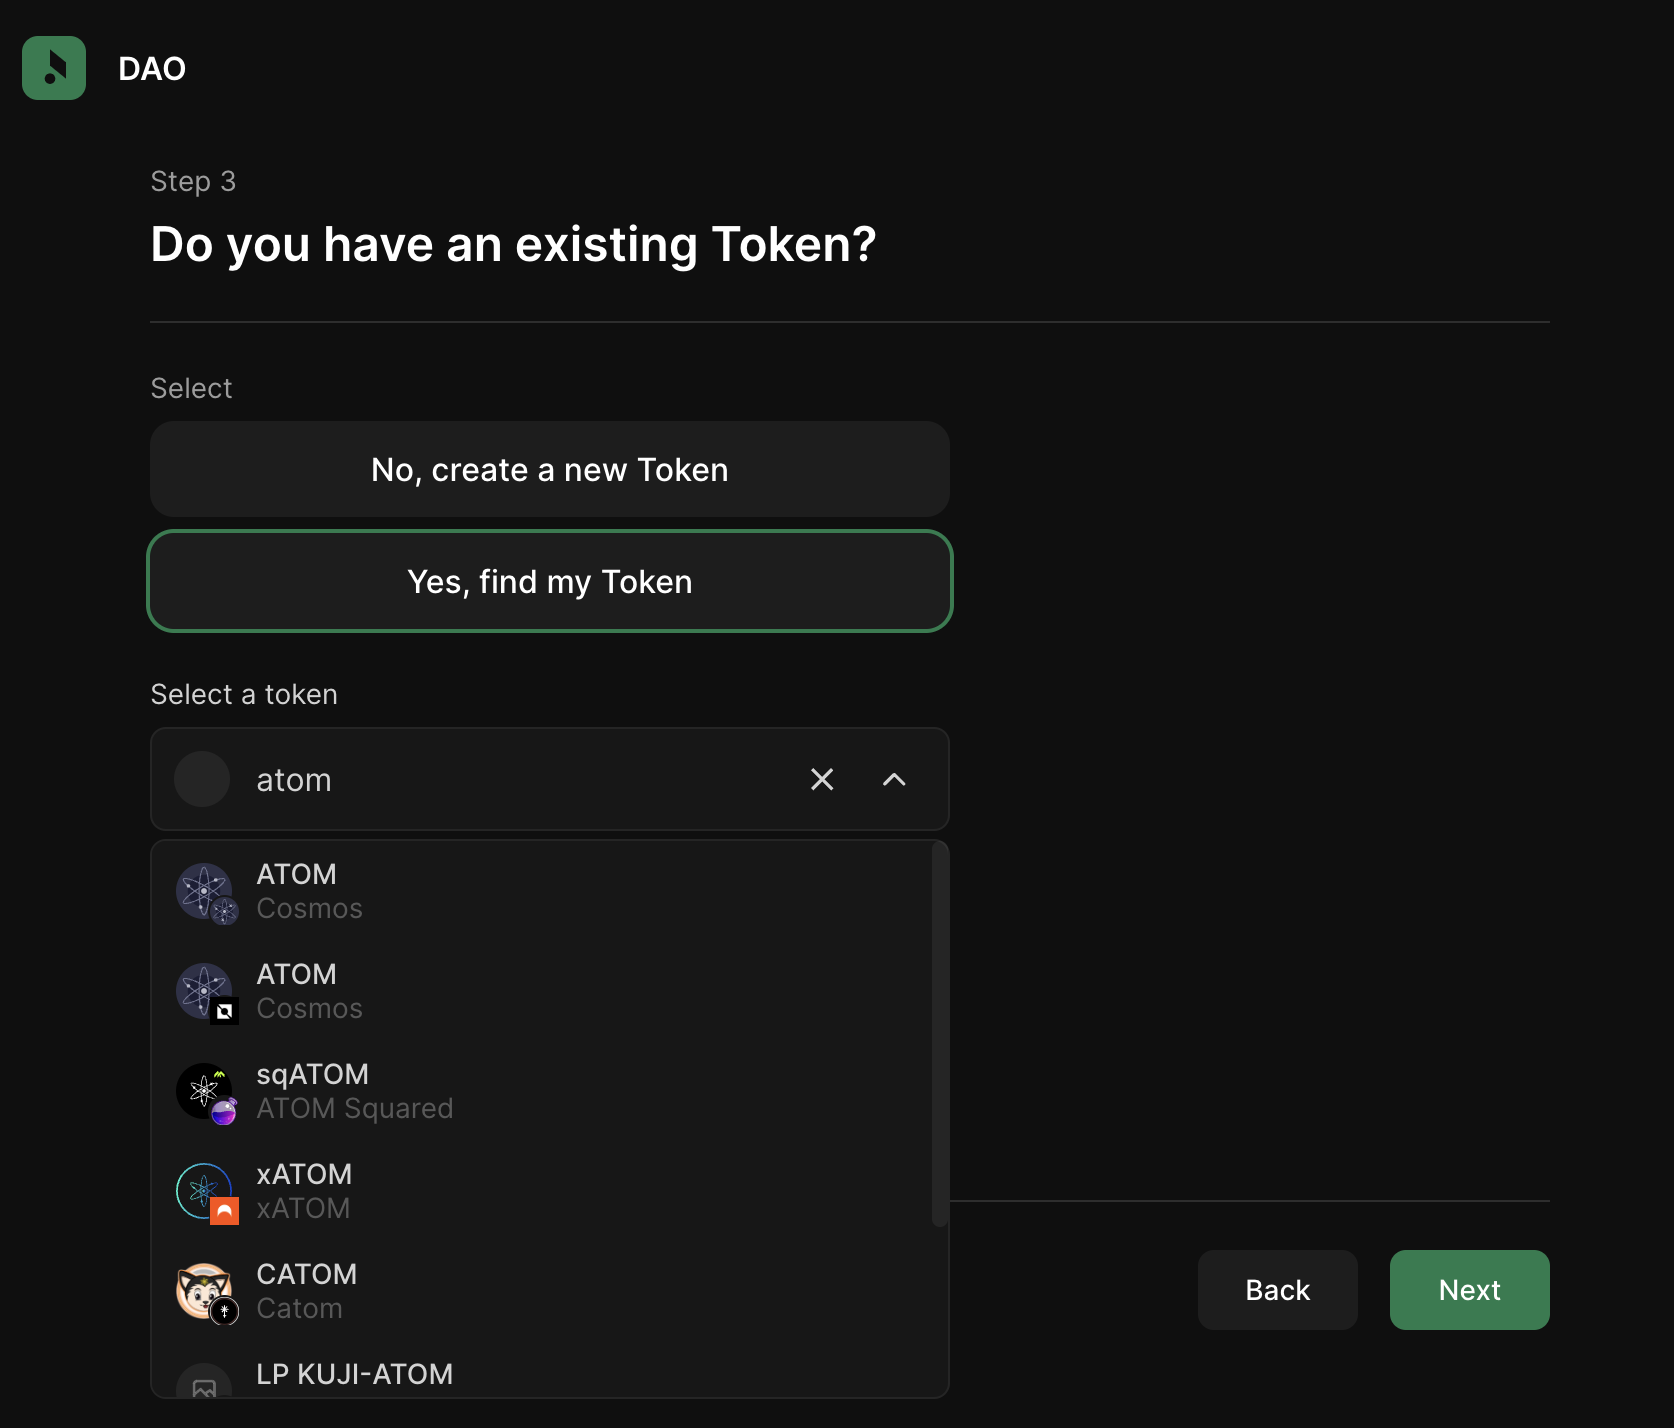 DAO
Step 3
Do you have an existing Token?
Select
No, create a new Token
Yes, find my Token
Select a token
atom
ATOM
Cosmos
ATOM
Cosmos
sqATOM
ATOM Squared
xATOM
xATOM
CATOM
Catom
LP KUJI-ATOM
Back
Next